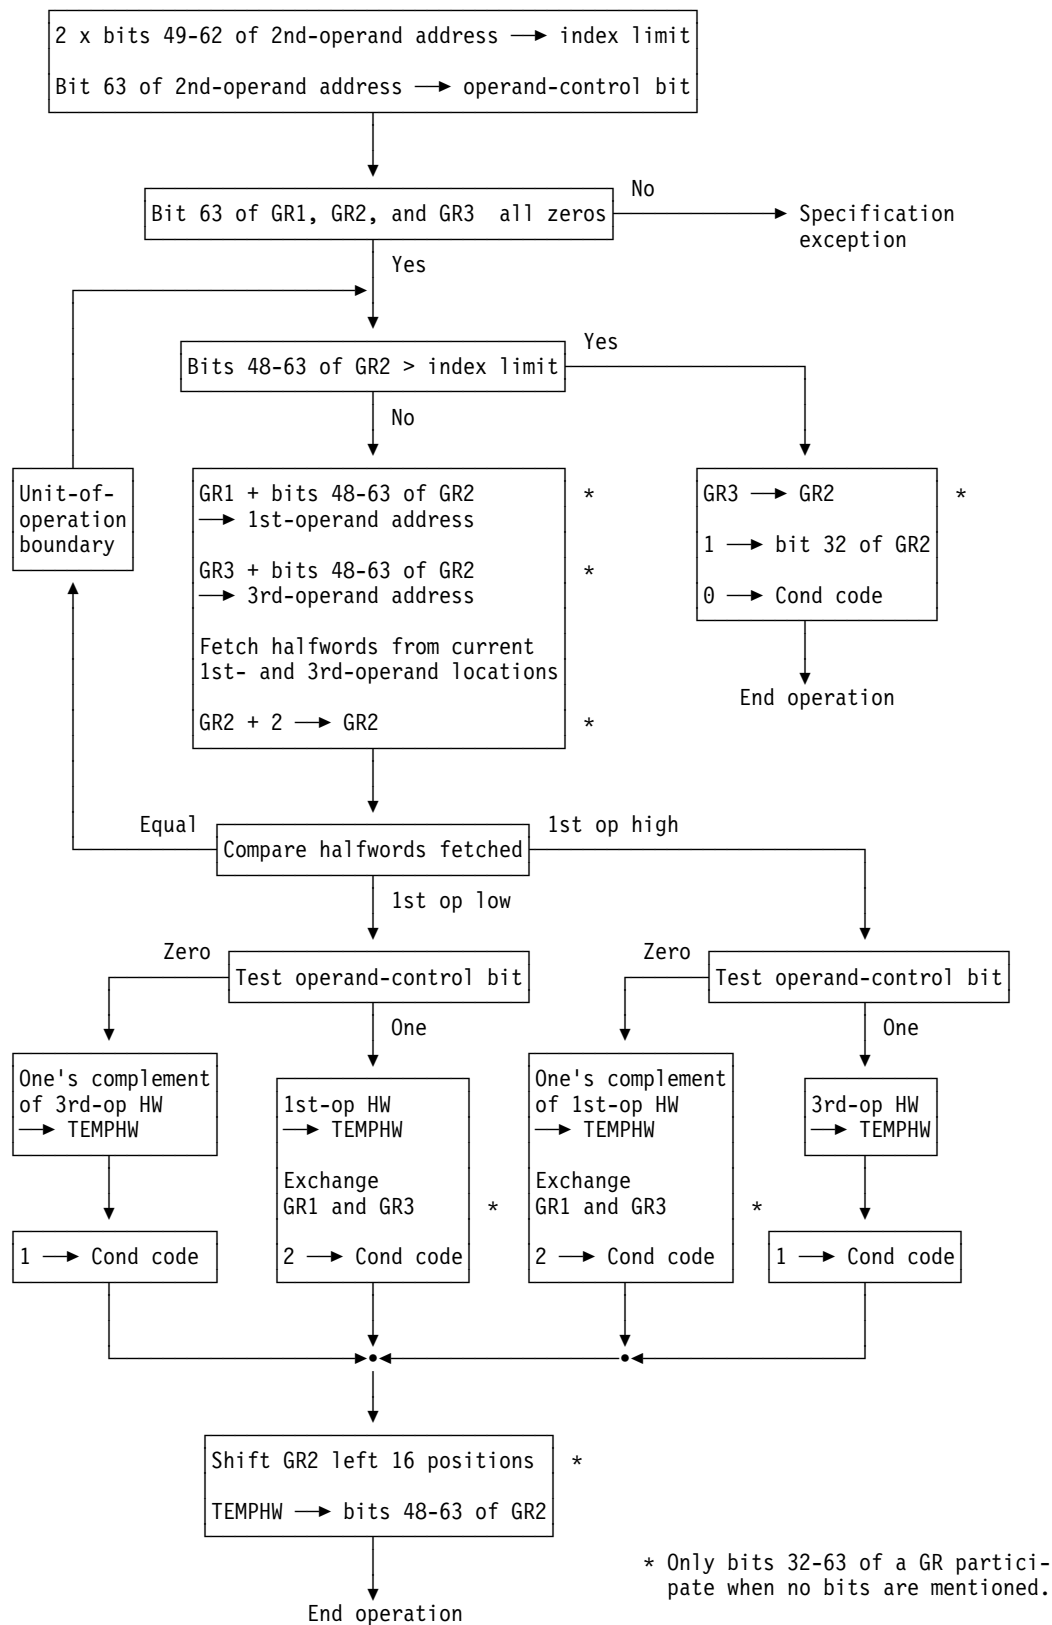 2 x bits 49-62 of 2nd-operand address → index limit
Bit 63 of 2nd-operand address → operand-control bit
No
Bit 63 of GR1, GR2, and GR3 all zeros
Specification
exception
Yes
Yes
Bits 48-63 of GR2 > index limit
No
Unit-of-
operation
boundary
GR1 + bits 48-63 of GR2 *
→ 1st-operand address
GR3 + bits 48-63 of GR2 *
→ 3rd-operand address
Fetch halfwords from current
1st- and 3rd-operand locations
GR2 + 2 → GR2 *
GR3 → GR2 *
1 → bit 32 of GR2
0 → Cond code
End operation
Equal
1st op high
Compare halfwords fetched
1st op low
Zero
Test operand-control bit
One
Zero
Test operand-control bit
One
One's complement
of 3rd-op HW
→ TEMPHW
1 → Cond code
1st-op HW
→ TEMPHW
Exchange
GR1 and GR3 *
2 → Cond code
One's complement
of 1st-op HW
→ TEMPHW
Exchange
GR1 and GR3 *
2 → Cond code
3rd-op HW
→ TEMPHW
1 → Cond code
Shift GR2 left 16 positions *
TEMPHW → bits 48-63 of GR2
End operation
* Only bits 32-63 of a GR partici-
pate when no bits are mentioned.